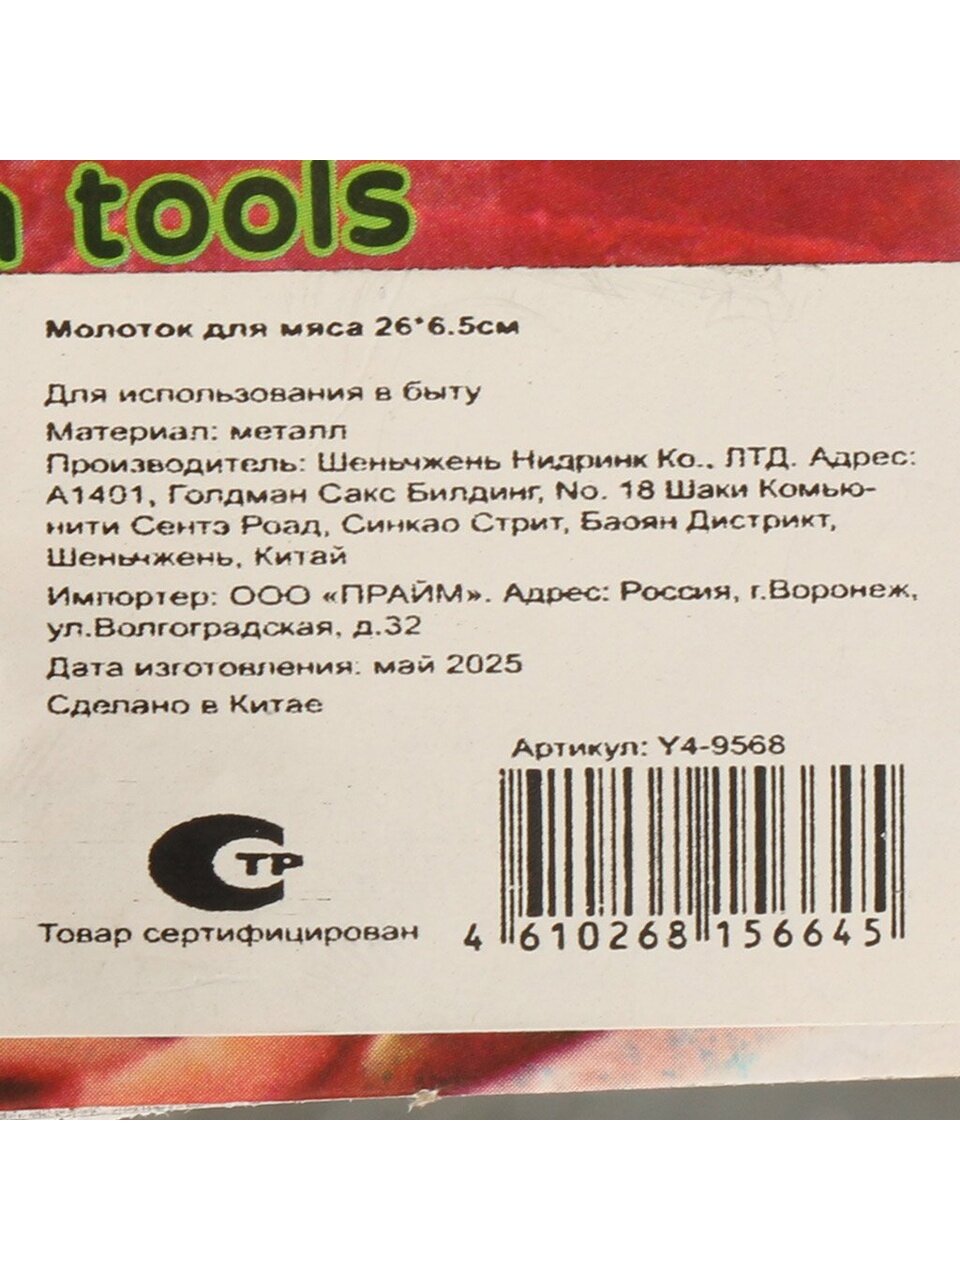 tools
Молоток для мяса 26*6.5см
Для использования в быту
Материал: металл
Производитель: Шеньчжень Нидринк Ко., ЛТД. Адрес:
А1401, Голдман Сакс Билдинг, No. 18 Шаки Комью-
нити Сентэ Роад, Синкао Стрит, Баоян Дистрикт,
Шеньчжень, Китай
Импортер: ООО «ПРАЙМ». Адрес: Россия, г.Воронеж,
ул.Волгоградская, д.32
Дата изготовления: май 2025
Сделано в Китае
Артикул: Y4-9568
ТР
Товар сертифицирован
4 610268 156645